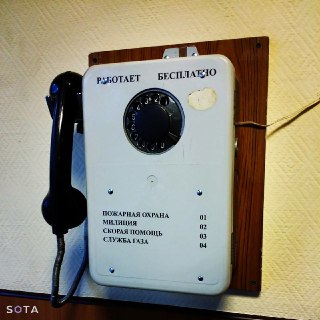 РАБОТАЕТ БЕСПЛАТНО
ПОЖАРНАЯ ОХРАНА 01
МИЛИЦИЯ 02
СКОРАЯ ПОМОЩЬ 03
СЛУЖБА ГАЗА 04
SOTA